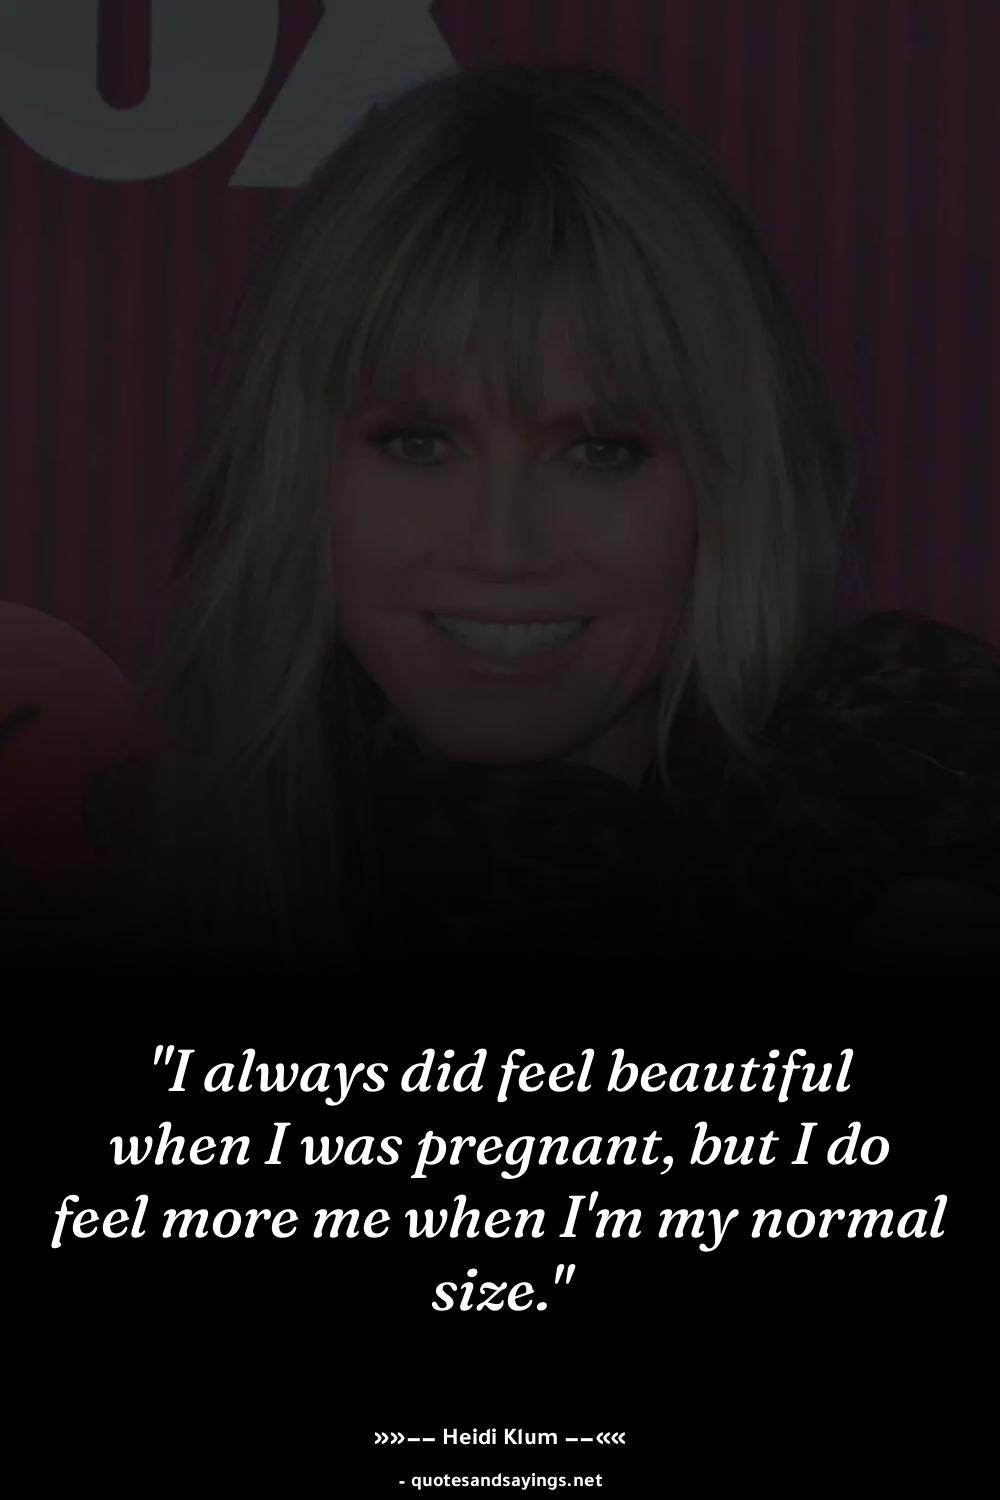 OX
"I always did feel beautiful
when I was pregnant, but I do
feel more me when I'm my normal
size."
»»−− Heidi Klum −−««
- quotesandsayings.net